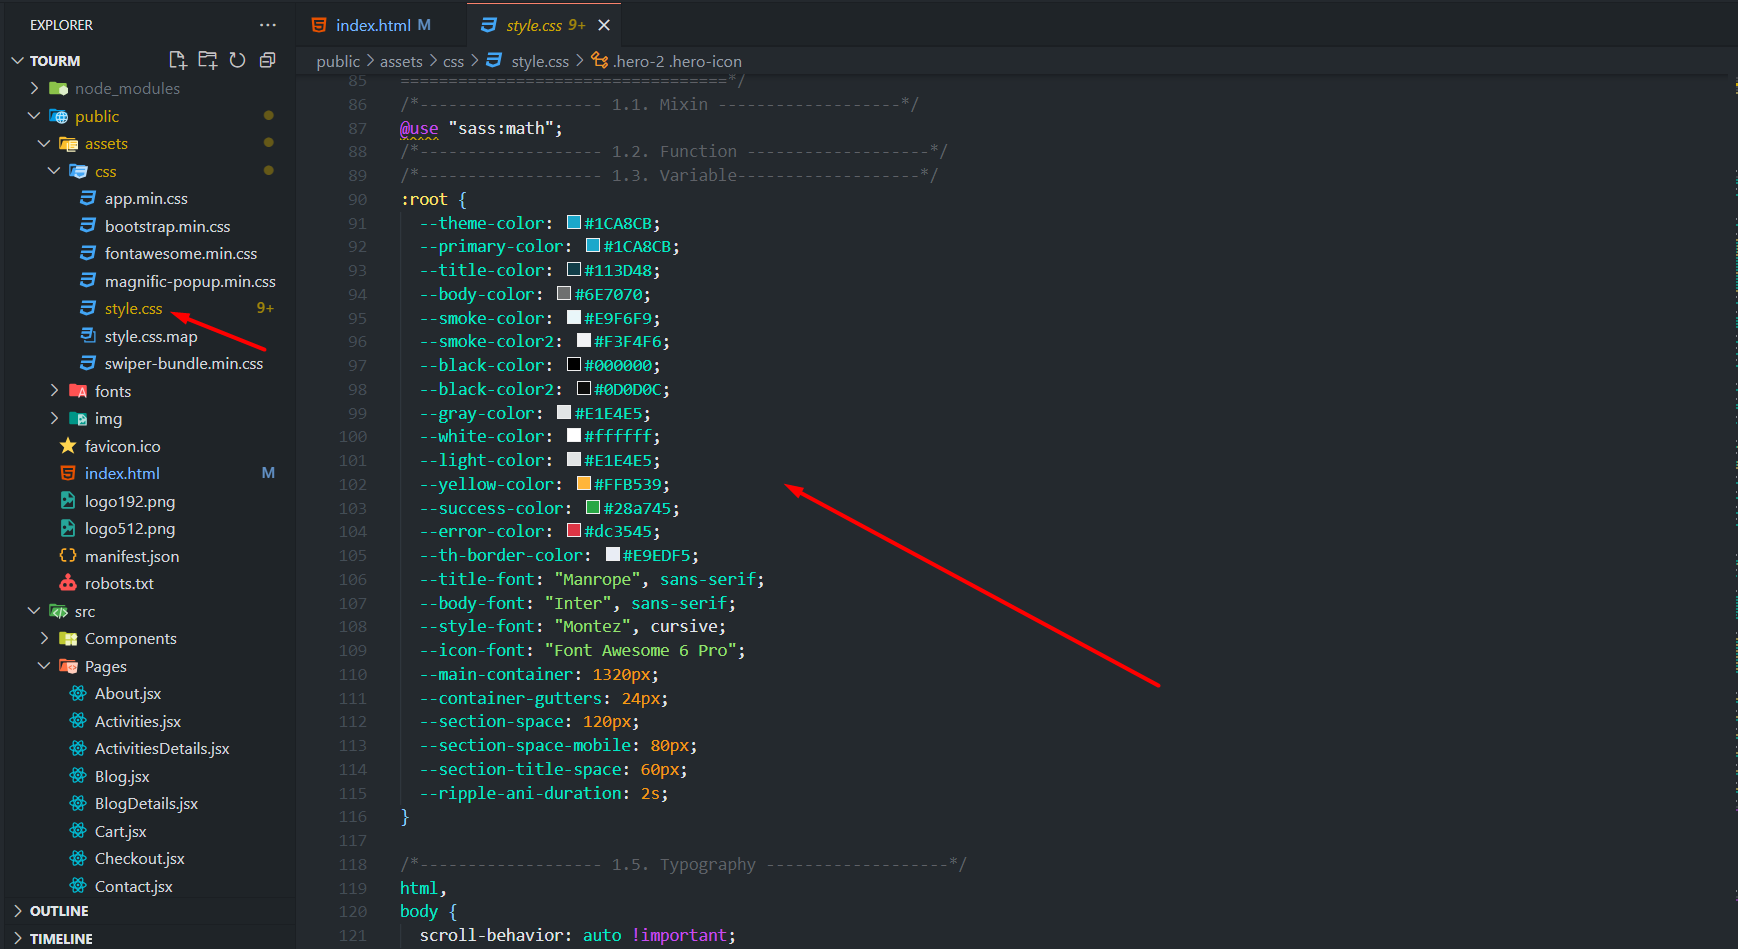 EXPLORER
TOURM
node_modules
public
assets
css
app.min.css
bootstrap.min.css
fontawesome.min.css
magnific-popup.min.css
style.css 9+
style.css.map
swiper-bundle.min.css
fonts
img
favicon.ico
index.html M
logo192.png
logo512.png
manifest.json
robots.txt
src
Components
Pages
About.jsx
Activities.jsx
ActivitiesDetails.jsx
Blog.jsx
BlogDetails.jsx
Cart.jsx
Checkout.jsx
Contact.jsx
OUTLINE
TIMELINE
index.html M style.css 9+
public > assets > css > style.css > .hero-2 .hero-icon
85 ==================================*/
86 /*------------------- 1.1. Mixin -------------------*/
87 @use "sass:math";
88 /*------------------- 1.2. Function -------------------*/
89 /*------------------- 1.3. Variable-------------------*/
90 :root {
91 --theme-color: #1CA8CB;
92 --primary-color: #1CA8CB;
93 --title-color: #113D48;
94 --body-color: #6E7070;
95 --smoke-color: #E9F6F9;
96 --smoke-color2: #F3F4F6;
97 --black-color: #000000;
98 --black-color2: #0D0D0C;
99 --gray-color: #E1E4E5;
100 --white-color: #ffffff;
101 --light-color: #E1E4E5;
102 --yellow-color: #FFB539;
103 --success-color: #28a745;
104 --error-color: #dc3545;
105 --th-border-color: #E9EDF5;
106 --title-font: "Manrope", sans-serif;
107 --body-font: "Inter", sans-serif;
108 --style-font: "Montez", cursive;
109 --icon-font: "Font Awesome 6 Pro";
110 --main-container: 1320px;
111 --container-gutters: 24px;
112 --section-space: 120px;
113 --section-space-mobile: 80px;
114 --section-title-space: 60px;
115 --ripple-ani-duration: 2s;
116 }
117
118 /*------------------- 1.5. Typography -------------------*/
119 html,
120 body {
121 scroll-behavior: auto !important;